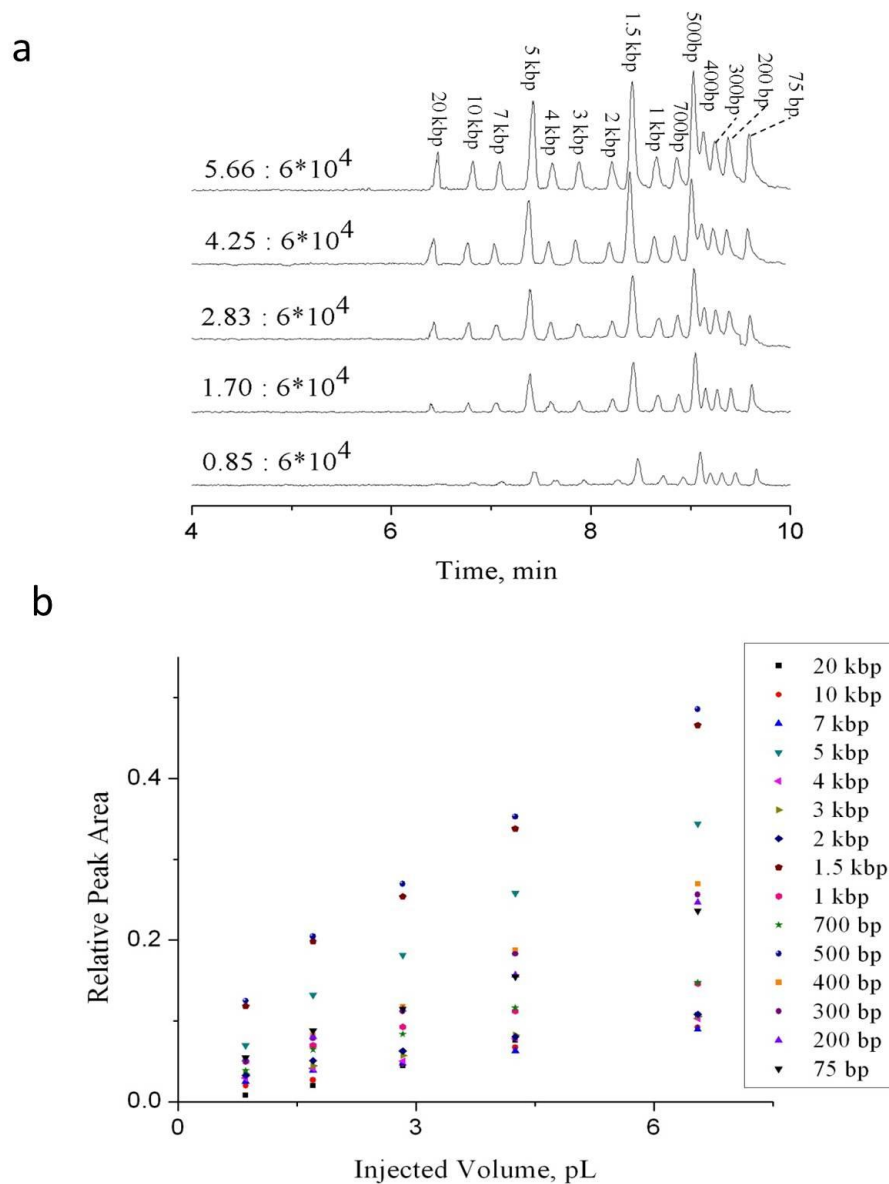 a
20 kbp
10 kbp
7 kbp
5 kbp
4 kbp
3 kbp
2 kbp
1.5 kbp
1 kbp
700bp
500bp
400bp
300bp
200 bp
75 bp
5.66 : 6*10^4
4.25 : 6*10^4
2.83 : 6*10^4
1.70 : 6*10^4
0.85 : 6*10^4
4 6 8 10
Time, min
b
0.4
0.2
0.0
Relative Peak Area
0 3 6
Injected Volume, pL
20 kbp
10 kbp
7 kbp
5 kbp
4 kbp
3 kbp
2 kbp
1.5 kbp
1 kbp
700 bp
500 bp
400 bp
300 bp
200 bp
75 bp